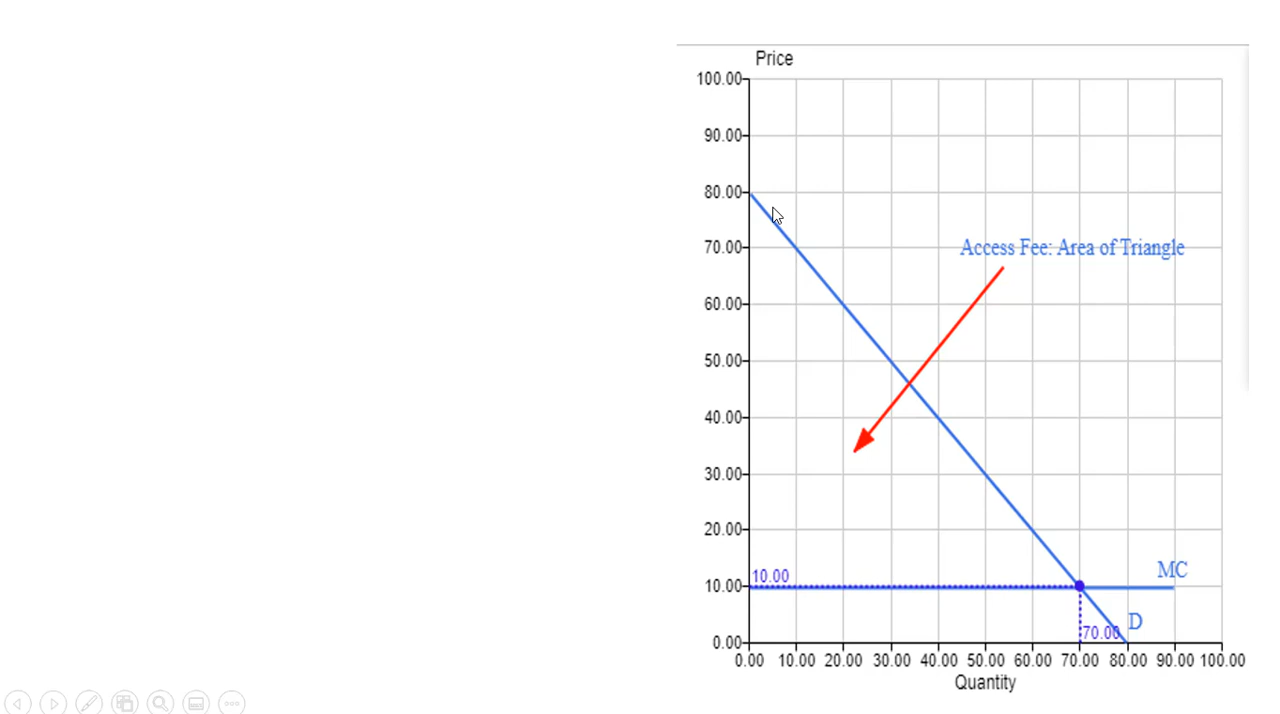 Price
100.00
90.00
80.00
70.00
Access Fee: Area of Triangle
60.00
50.00
40.00
30.00
20.00
10.00
10.00
MC
D
70.00
0.00
0.00 10.00 20.00 30.00 40.00 50.00 60.00 70.00 80.00 90.00 100.00
Quantity